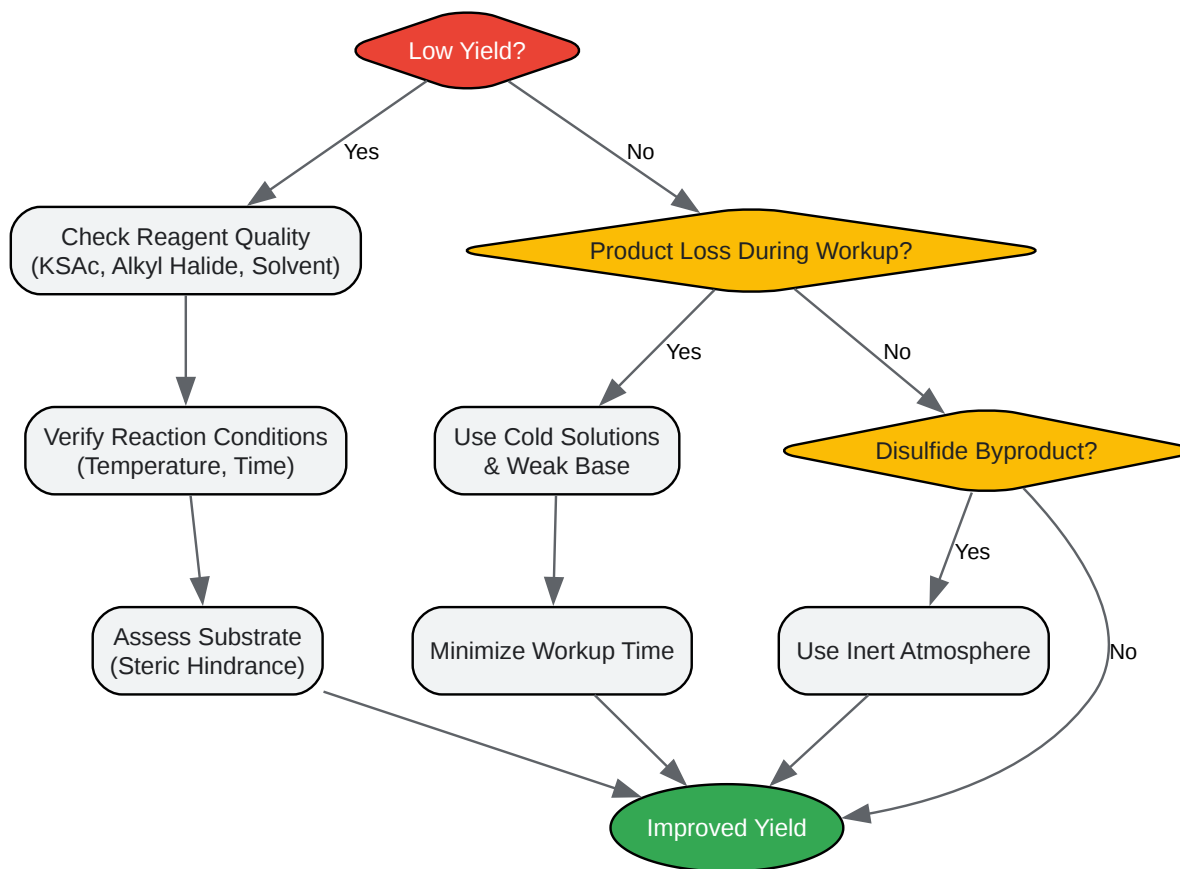 Low Yield?
Yes
No
Check Reagent Quality
(KSAc, Alkyl Halide, Solvent)
Product Loss During Workup?
Yes
No
Verify Reaction Conditions
(Temperature, Time)
Use Cold Solutions
& Weak Base
Disulfide Byproduct?
Yes
No
Assess Substrate
(Steric Hindrance)
Minimize Workup Time
Use Inert Atmosphere
Improved Yield